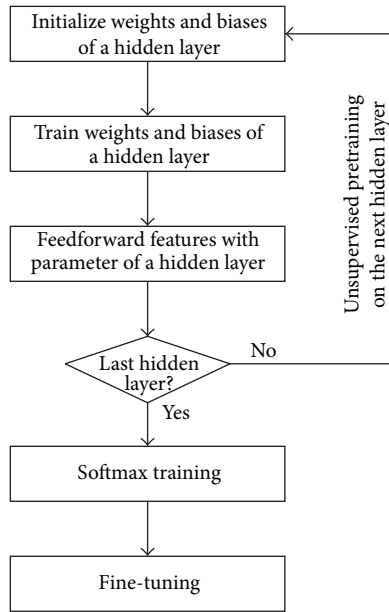 Initialize weights and biases
of a hidden layer
Train weights and biases of
a hidden layer
Feedforward features with
parameter of a hidden layer
Last hidden
layer?
No
Yes
Unsupervised pretraining
on the next hidden layer
Softmax training
Fine-tuning